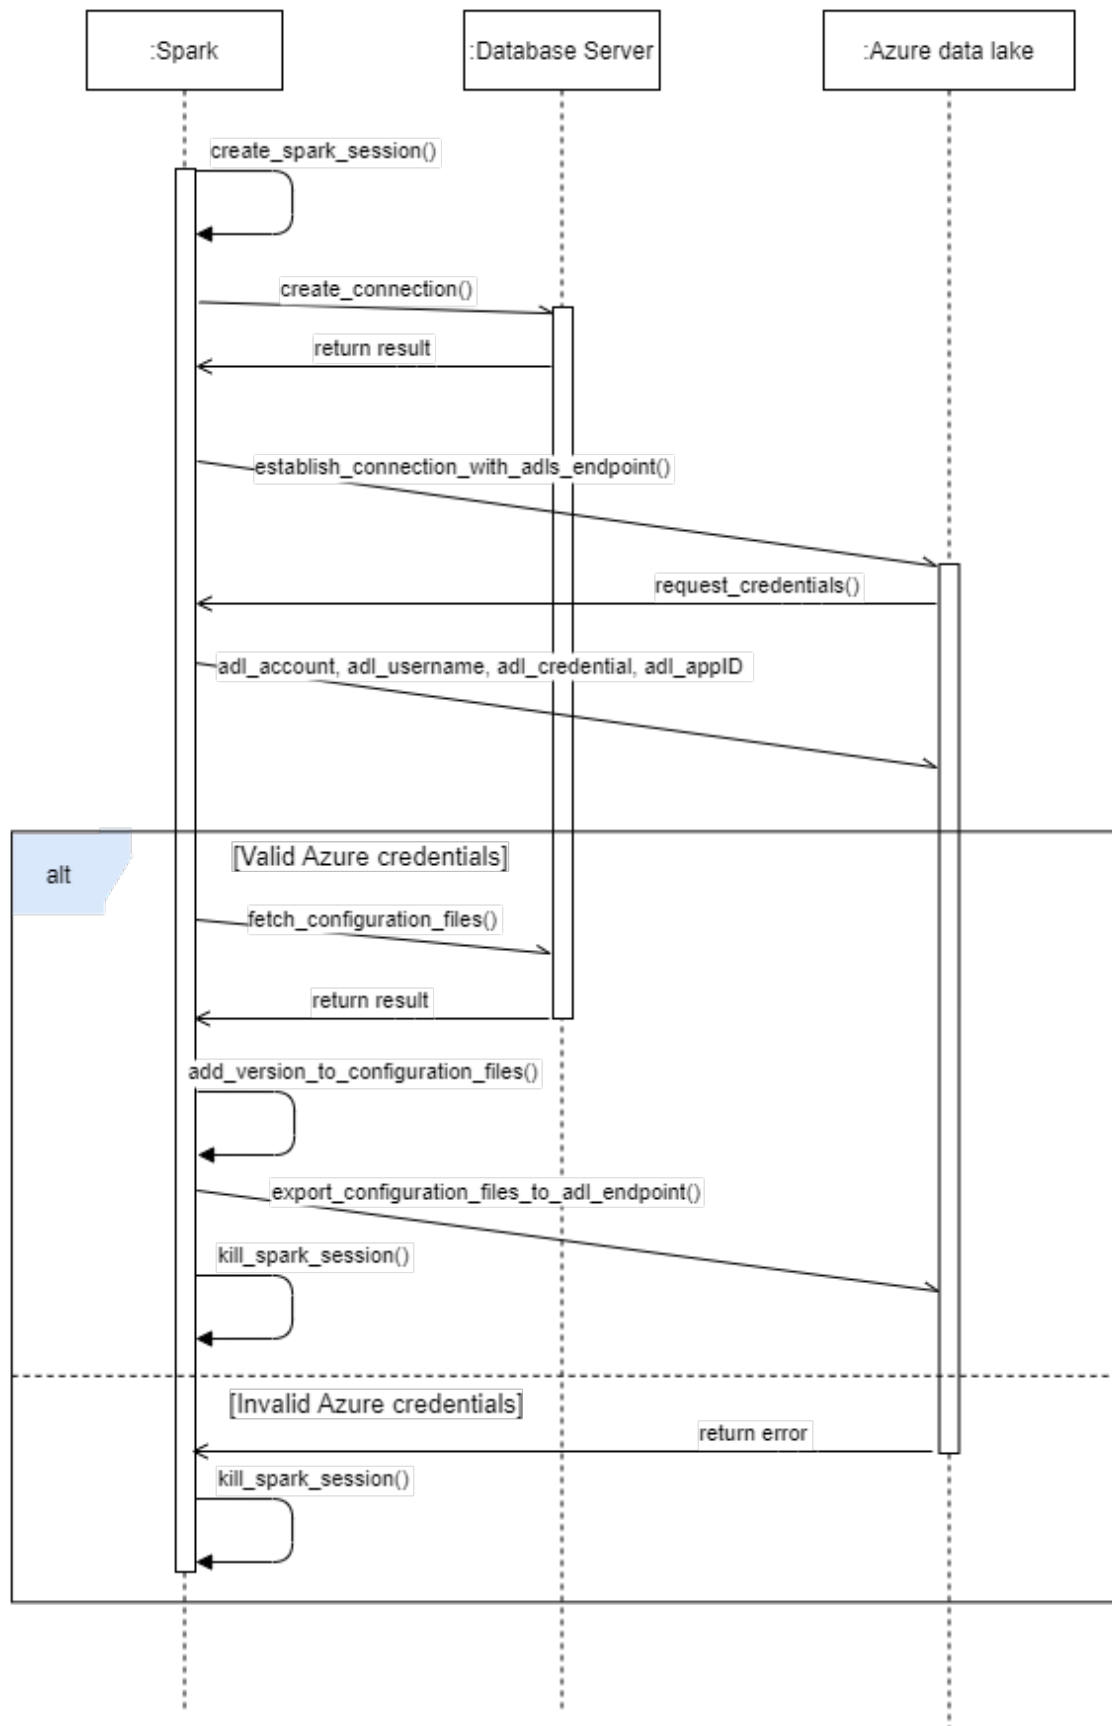 :Spark
:Database Server
:Azure data lake
create_spark_session()
create_connection()
return result
establish_connection_with_adls_endpoint()
request_credentials()
adl_account, adl_username, adl_credential, adl_appID
alt
[Valid Azure credentials]
fetch_configuration_files()
return result
add_version_to_configuration_files()
export_configuration_files_to_adl_endpoint()
kill_spark_session()
[Invalid Azure credentials]
return error
kill_spark_session()